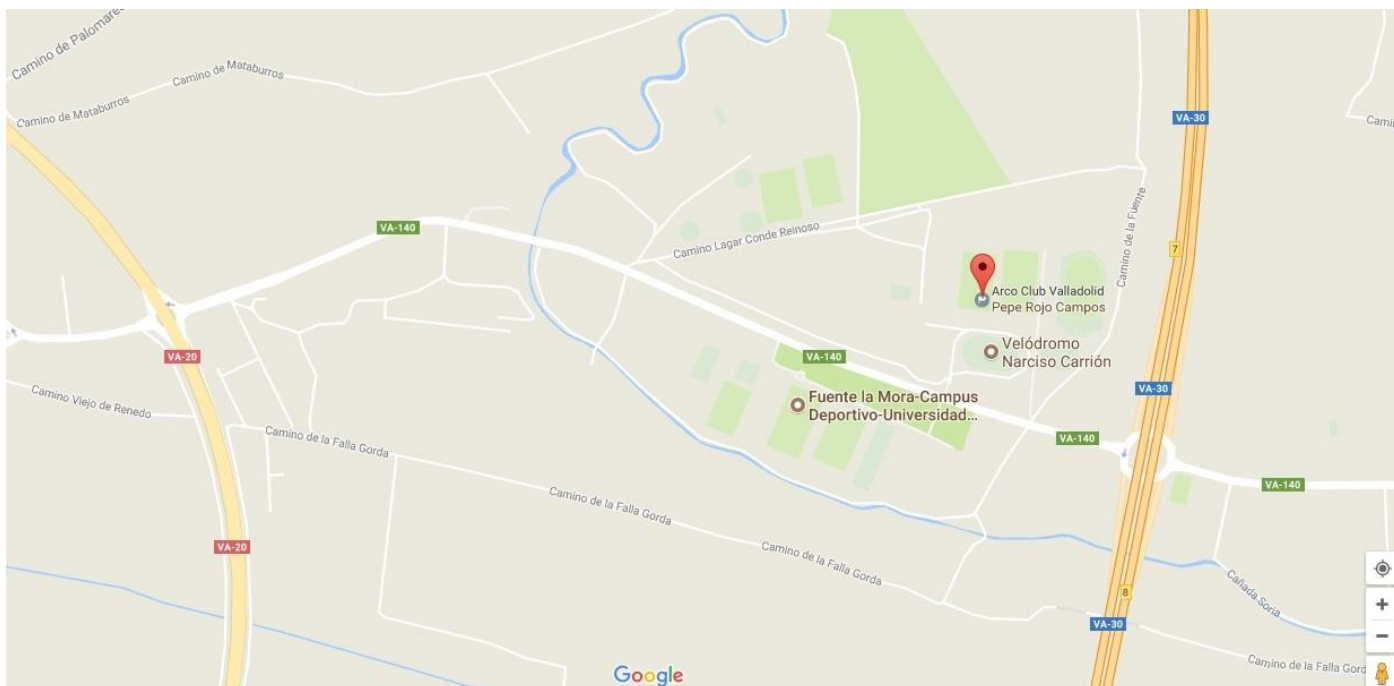 Camino de Palomares
Camino de Mataburros
Camino de Mataburros
VA-30
Camin
VA-140
Camino Lagar Conde Reinoso
Camino de la Fuente
7
Arco Club Valladolid
Pepe Rojo Campos
VA-20
VA-140
Velódromo
Narciso Carrión
VA-30
Camino Viejo de Renedo
Fuente la Mora-Campus
Deportivo-Universidad...
Camino de la Falla Gorda
VA-140
VA-140
Camino de la Falla Gorda
VA-20
Camino de la Falla Gorda
Cañada Soria
8
VA-30
Camino de la Falla Gord
Google